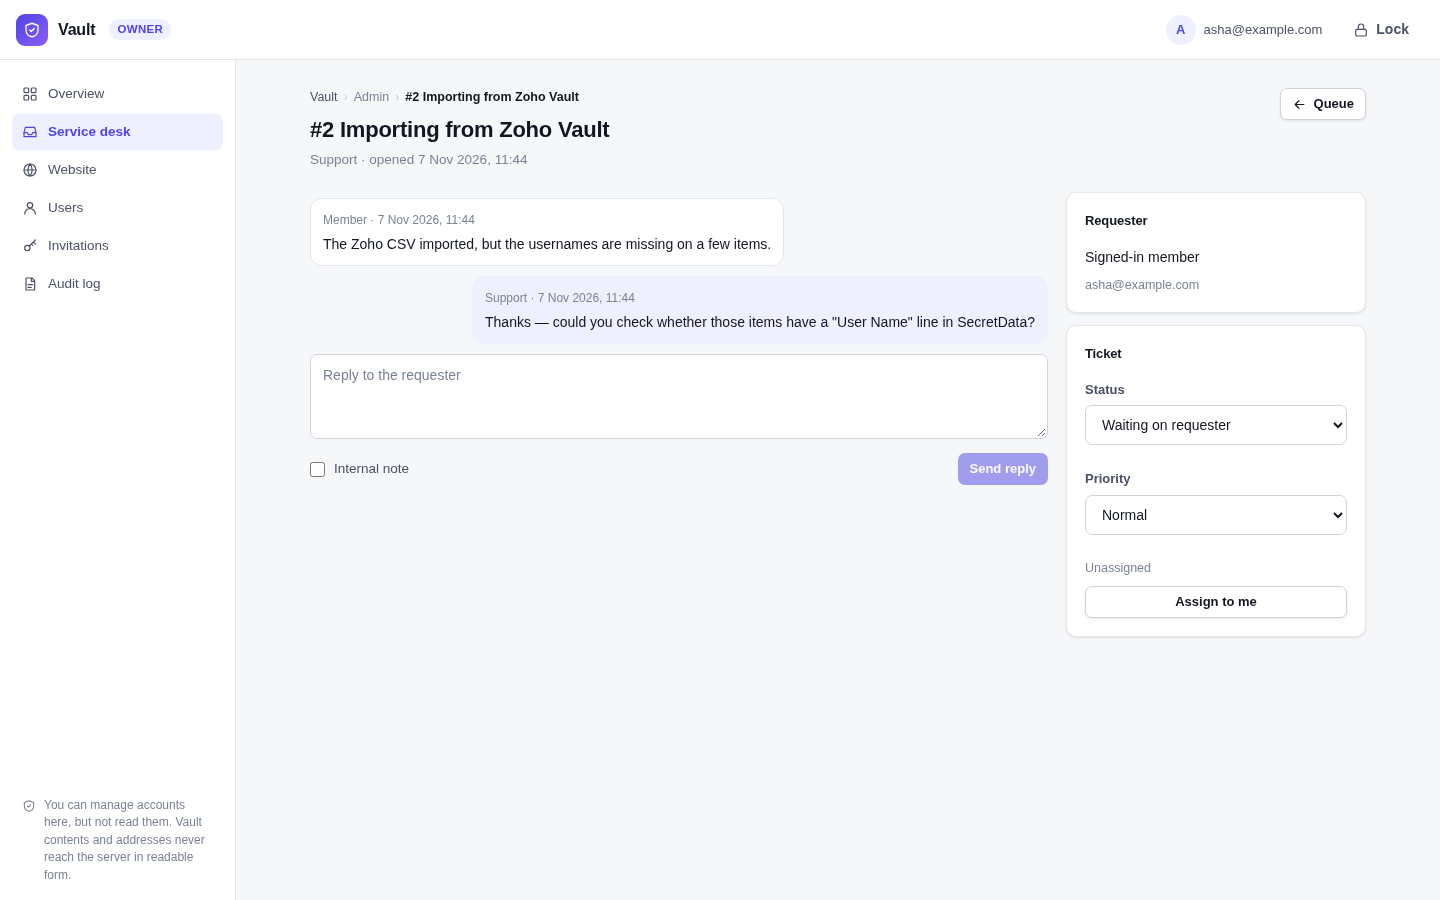 Vault
OWNER
A
asha@example.com
Lock
Overview
Service desk
Website
Users
Invitations
Audit log
You can manage accounts
here, but not read them. Vault
contents and addresses never
reach the server in readable
form.
Vault › Admin › #2 Importing from Zoho Vault
#2 Importing from Zoho Vault
Support · opened 7 Nov 2026, 11:44
Queue
Member · 7 Nov 2026, 11:44
The Zoho CSV imported, but the usernames are missing on a few items.
Support · 7 Nov 2026, 11:44
Thanks — could you check whether those items have a "User Name" line in SecretData?
Reply to the requester
Internal note
Send reply
Requester
Signed-in member
asha@example.com
Ticket
Status
Waiting on requester
Priority
Normal
Unassigned
Assign to me